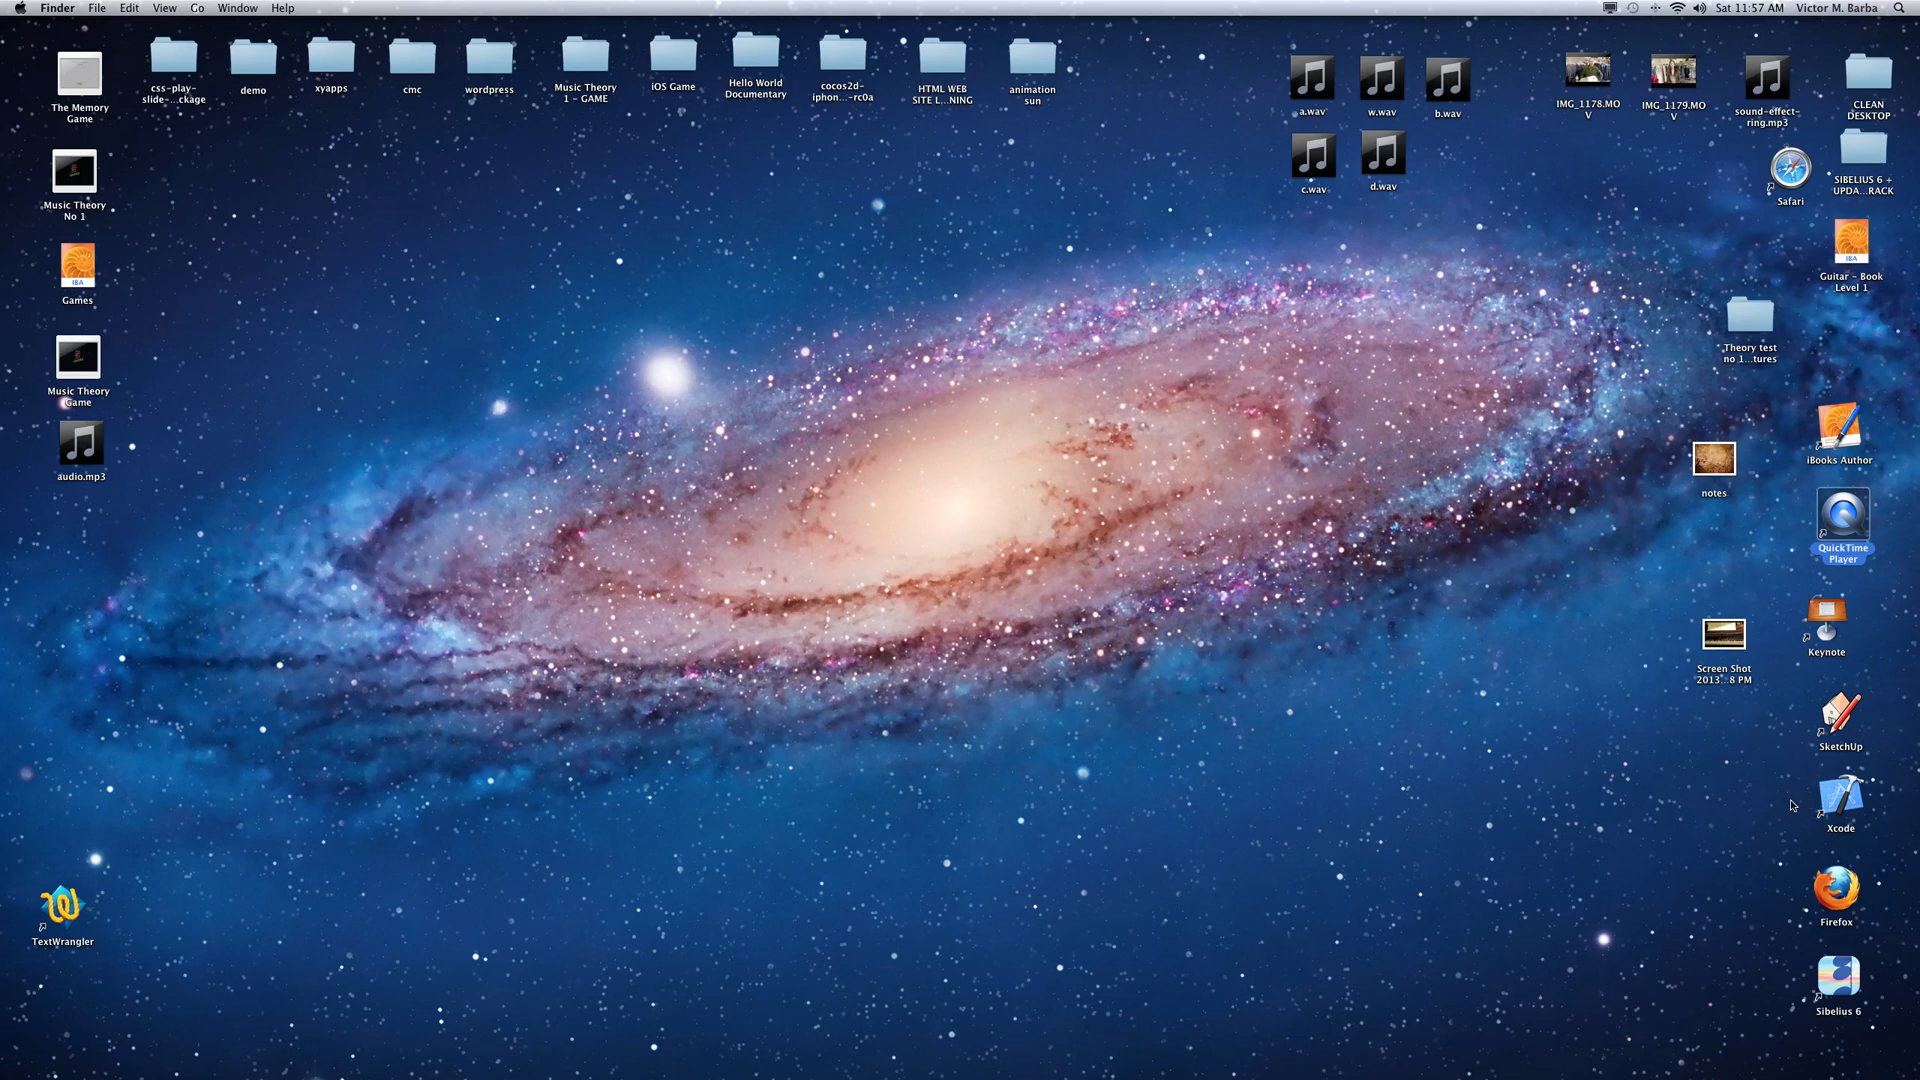 Finder File Edit View Go Window Help
Sat 11:57 AM Victor M. Barba
The Memory
Game
css-play-
slide-...ckage
demo
xyapps
cmc
wordpress
Music Theory
1 - GAME
iOS Game
Hello World
Documentary
cocos2d-
iphon...-rc0a
HTML WEB
SITE L...NING
animation
sun
a.wav
w.wav
b.wav
IMG_1178.MO
V
IMG_1179.MO
V
sound-effect-
ring.mp3
CLEAN
DESKTOP
c.wav
d.wav
Safari
SIBELIUS 6 +
UPDA...RACK
Music Theory
No 1
IBA
Games
IBA
Guitar - Book
Level 1
Theory test
no 1...tures
Music Theory
Game
audio.mp3
iBooks Author
notes
QuickTime
Player
Keynote
Screen Shot
2013...8 PM
SketchUp
Xcode
Firefox
TextWrangler
Sibelius 6